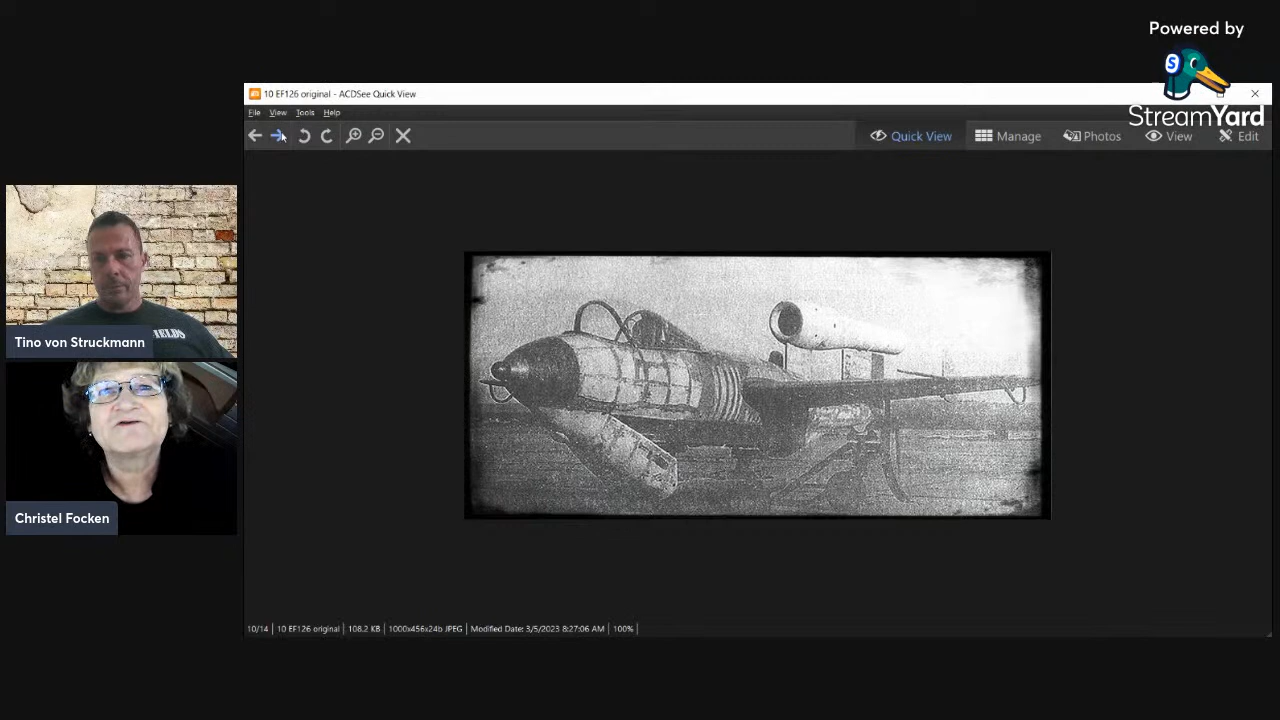 Powered by
StreamYard
10 EF126 original - ACDSee Quick View
File View Tools Help
Quick View Manage Photos View Edit
IELDS
Tino von Struckmann
Christel Focken
10/14 10 EF126 original 108.2 KB 1000x456x24b JPEG Modified Date: 3/5/2023 8:27:06 AM 100%